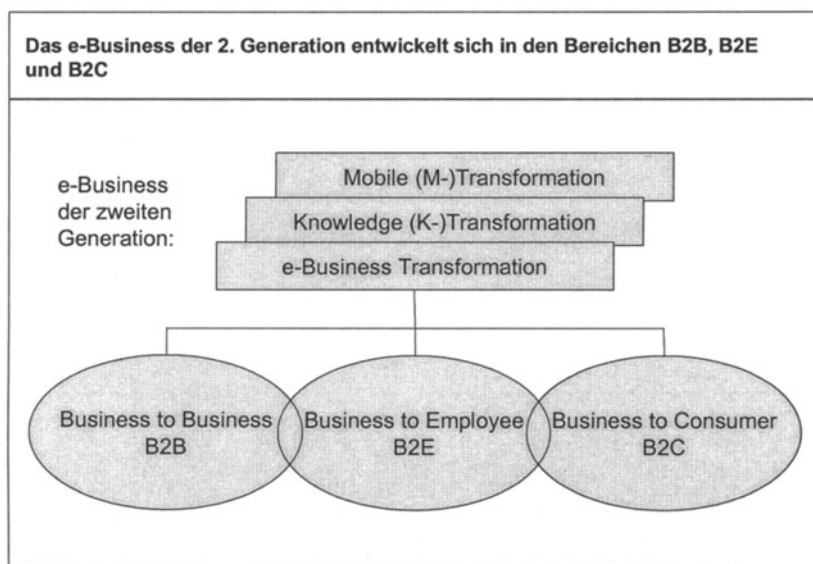 Das e-Business der 2. Generation entwickelt sich in den Bereichen B2B, B2E
und B2C
e-Business
der zweiten
Generation:
Mobile (M-)Transformation
Knowledge (K-)Transformation
e-Business Transformation
Business to Business
B2B
Business to Employee
B2E
Business to Consumer
B2C